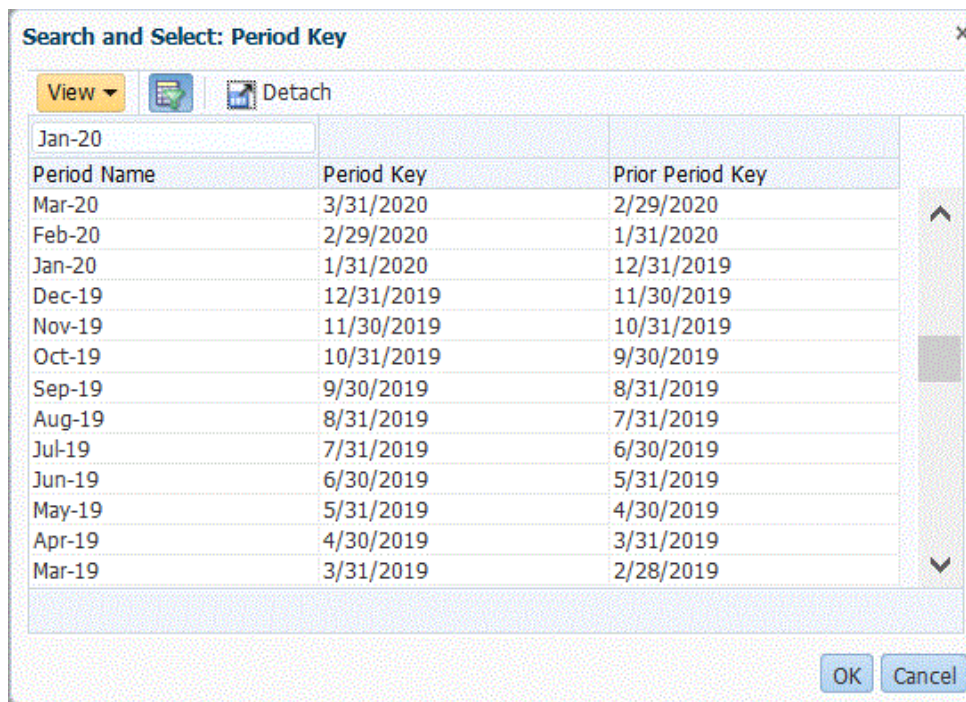 Search and Select: Period Key ×
View Detach
Jan-20
Period Name Period Key Prior Period Key
Mar-20 3/31/2020 2/29/2020
Feb-20 2/29/2020 1/31/2020
Jan-20 1/31/2020 12/31/2019
Dec-19 12/31/2019 11/30/2019
Nov-19 11/30/2019 10/31/2019
Oct-19 10/31/2019 9/30/2019
Sep-19 9/30/2019 8/31/2019
Aug-19 8/31/2019 7/31/2019
Jul-19 7/31/2019 6/30/2019
Jun-19 6/30/2019 5/31/2019
May-19 5/31/2019 4/30/2019
Apr-19 4/30/2019 3/31/2019
Mar-19 3/31/2019 2/28/2019
OK Cancel